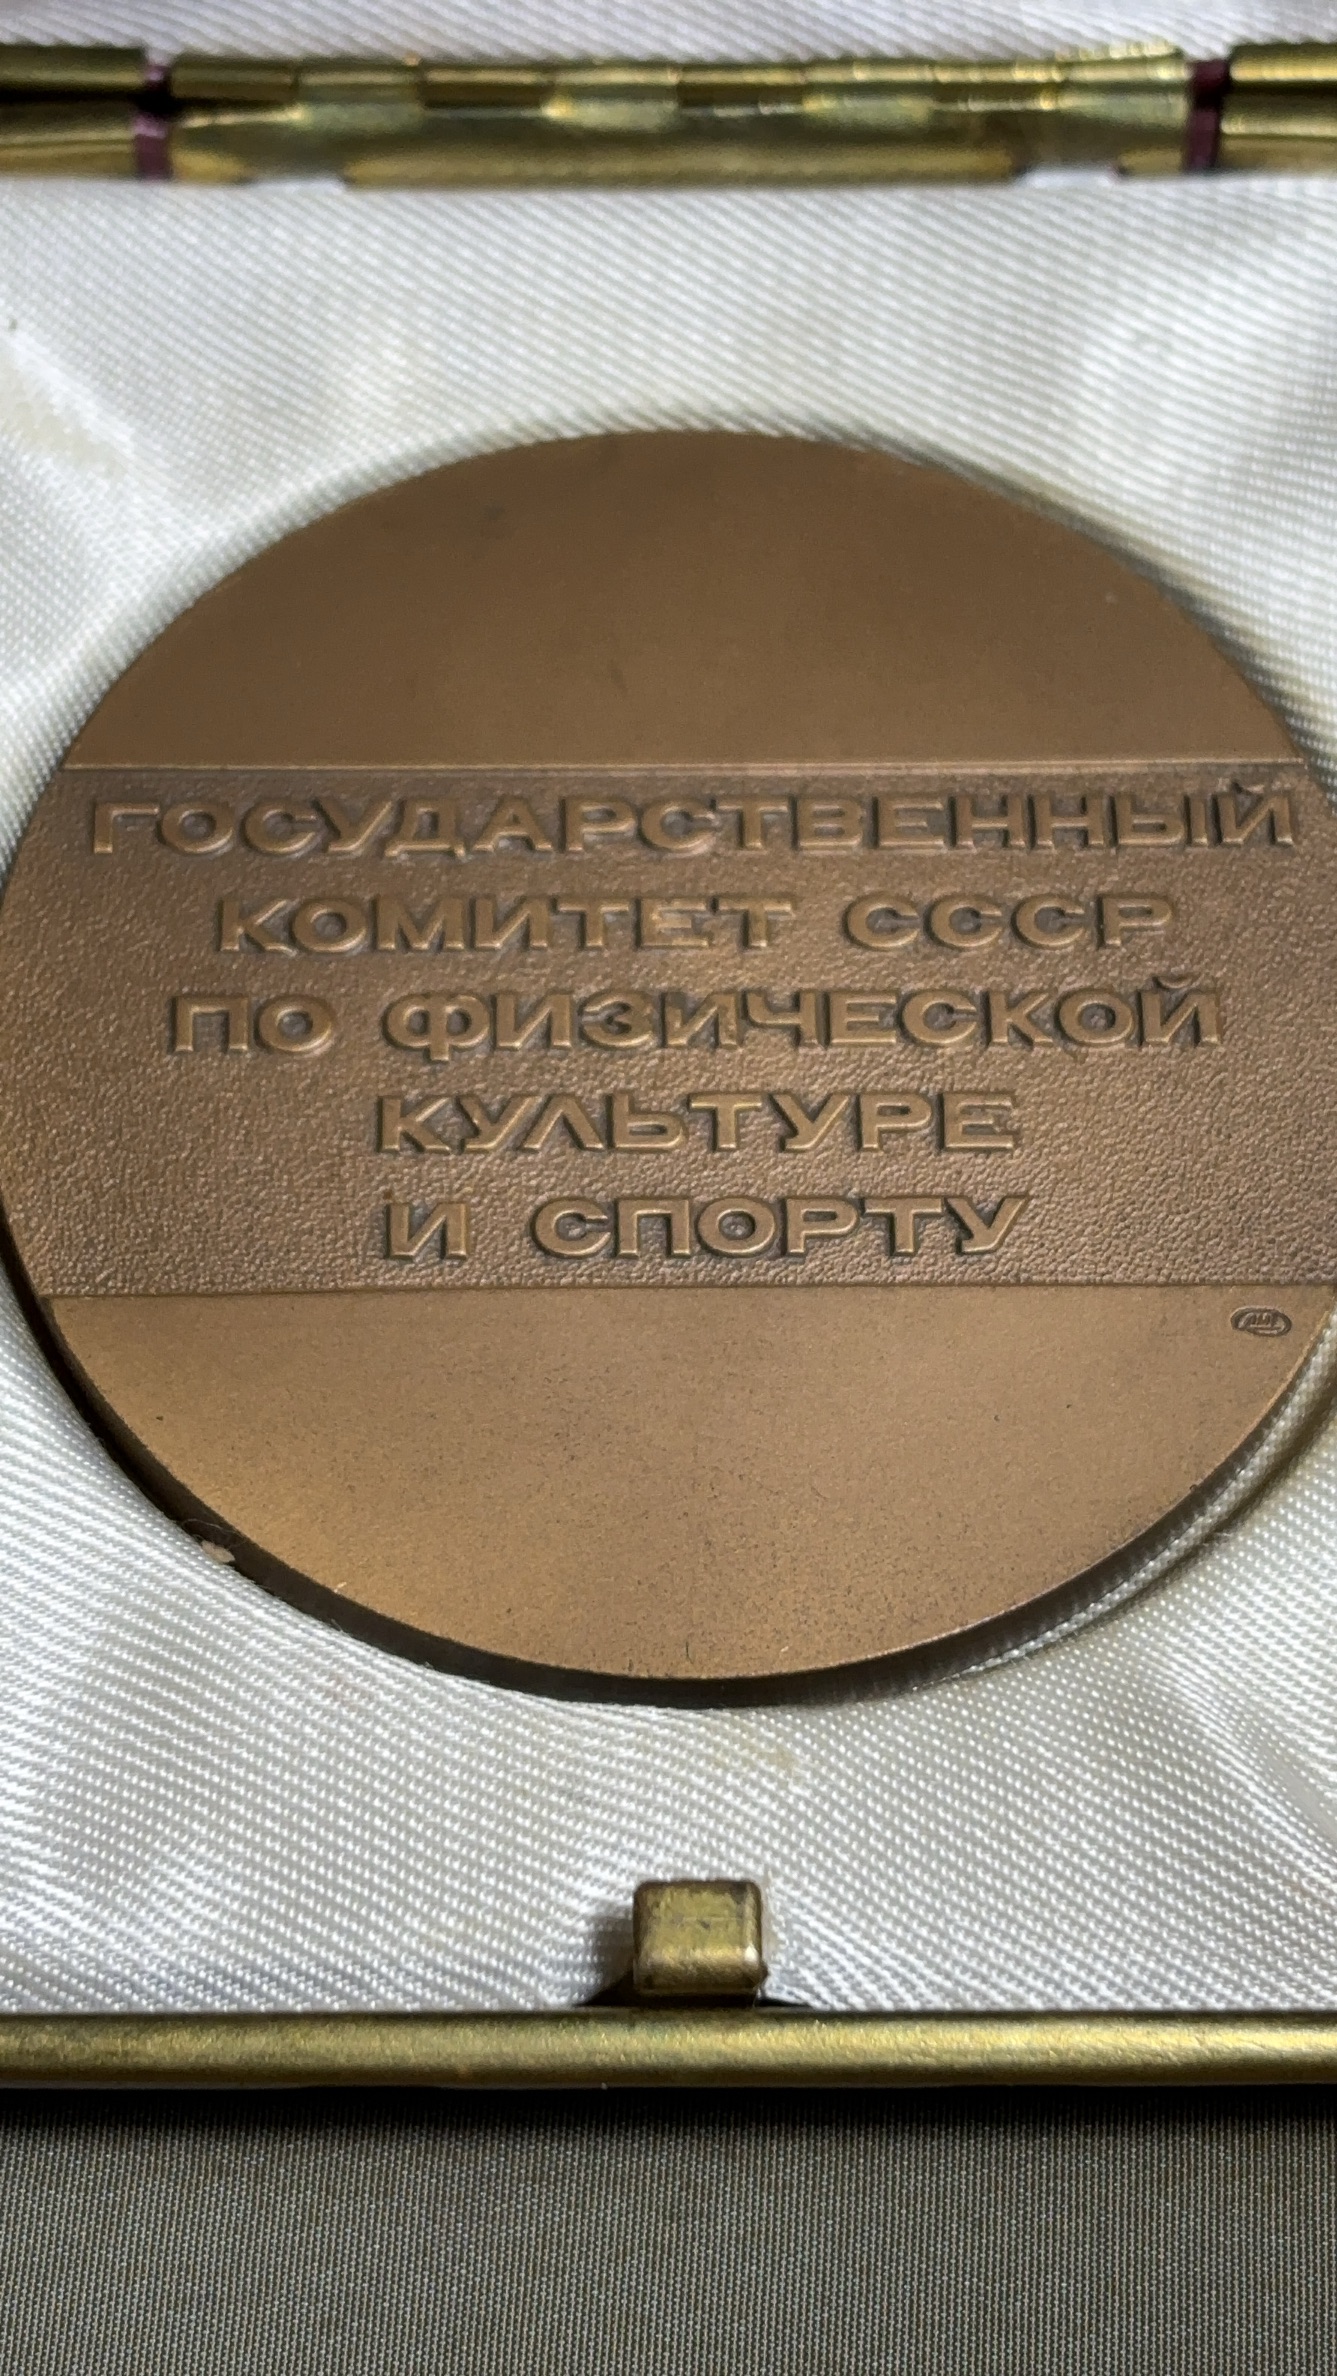 ГОСУДАРСТВЕННЫЙ
КОМИТЕТ СССР
ПО ФИЗИЧЕСКОЙ
КУЛЬТУРЕ
И СПОРТУ